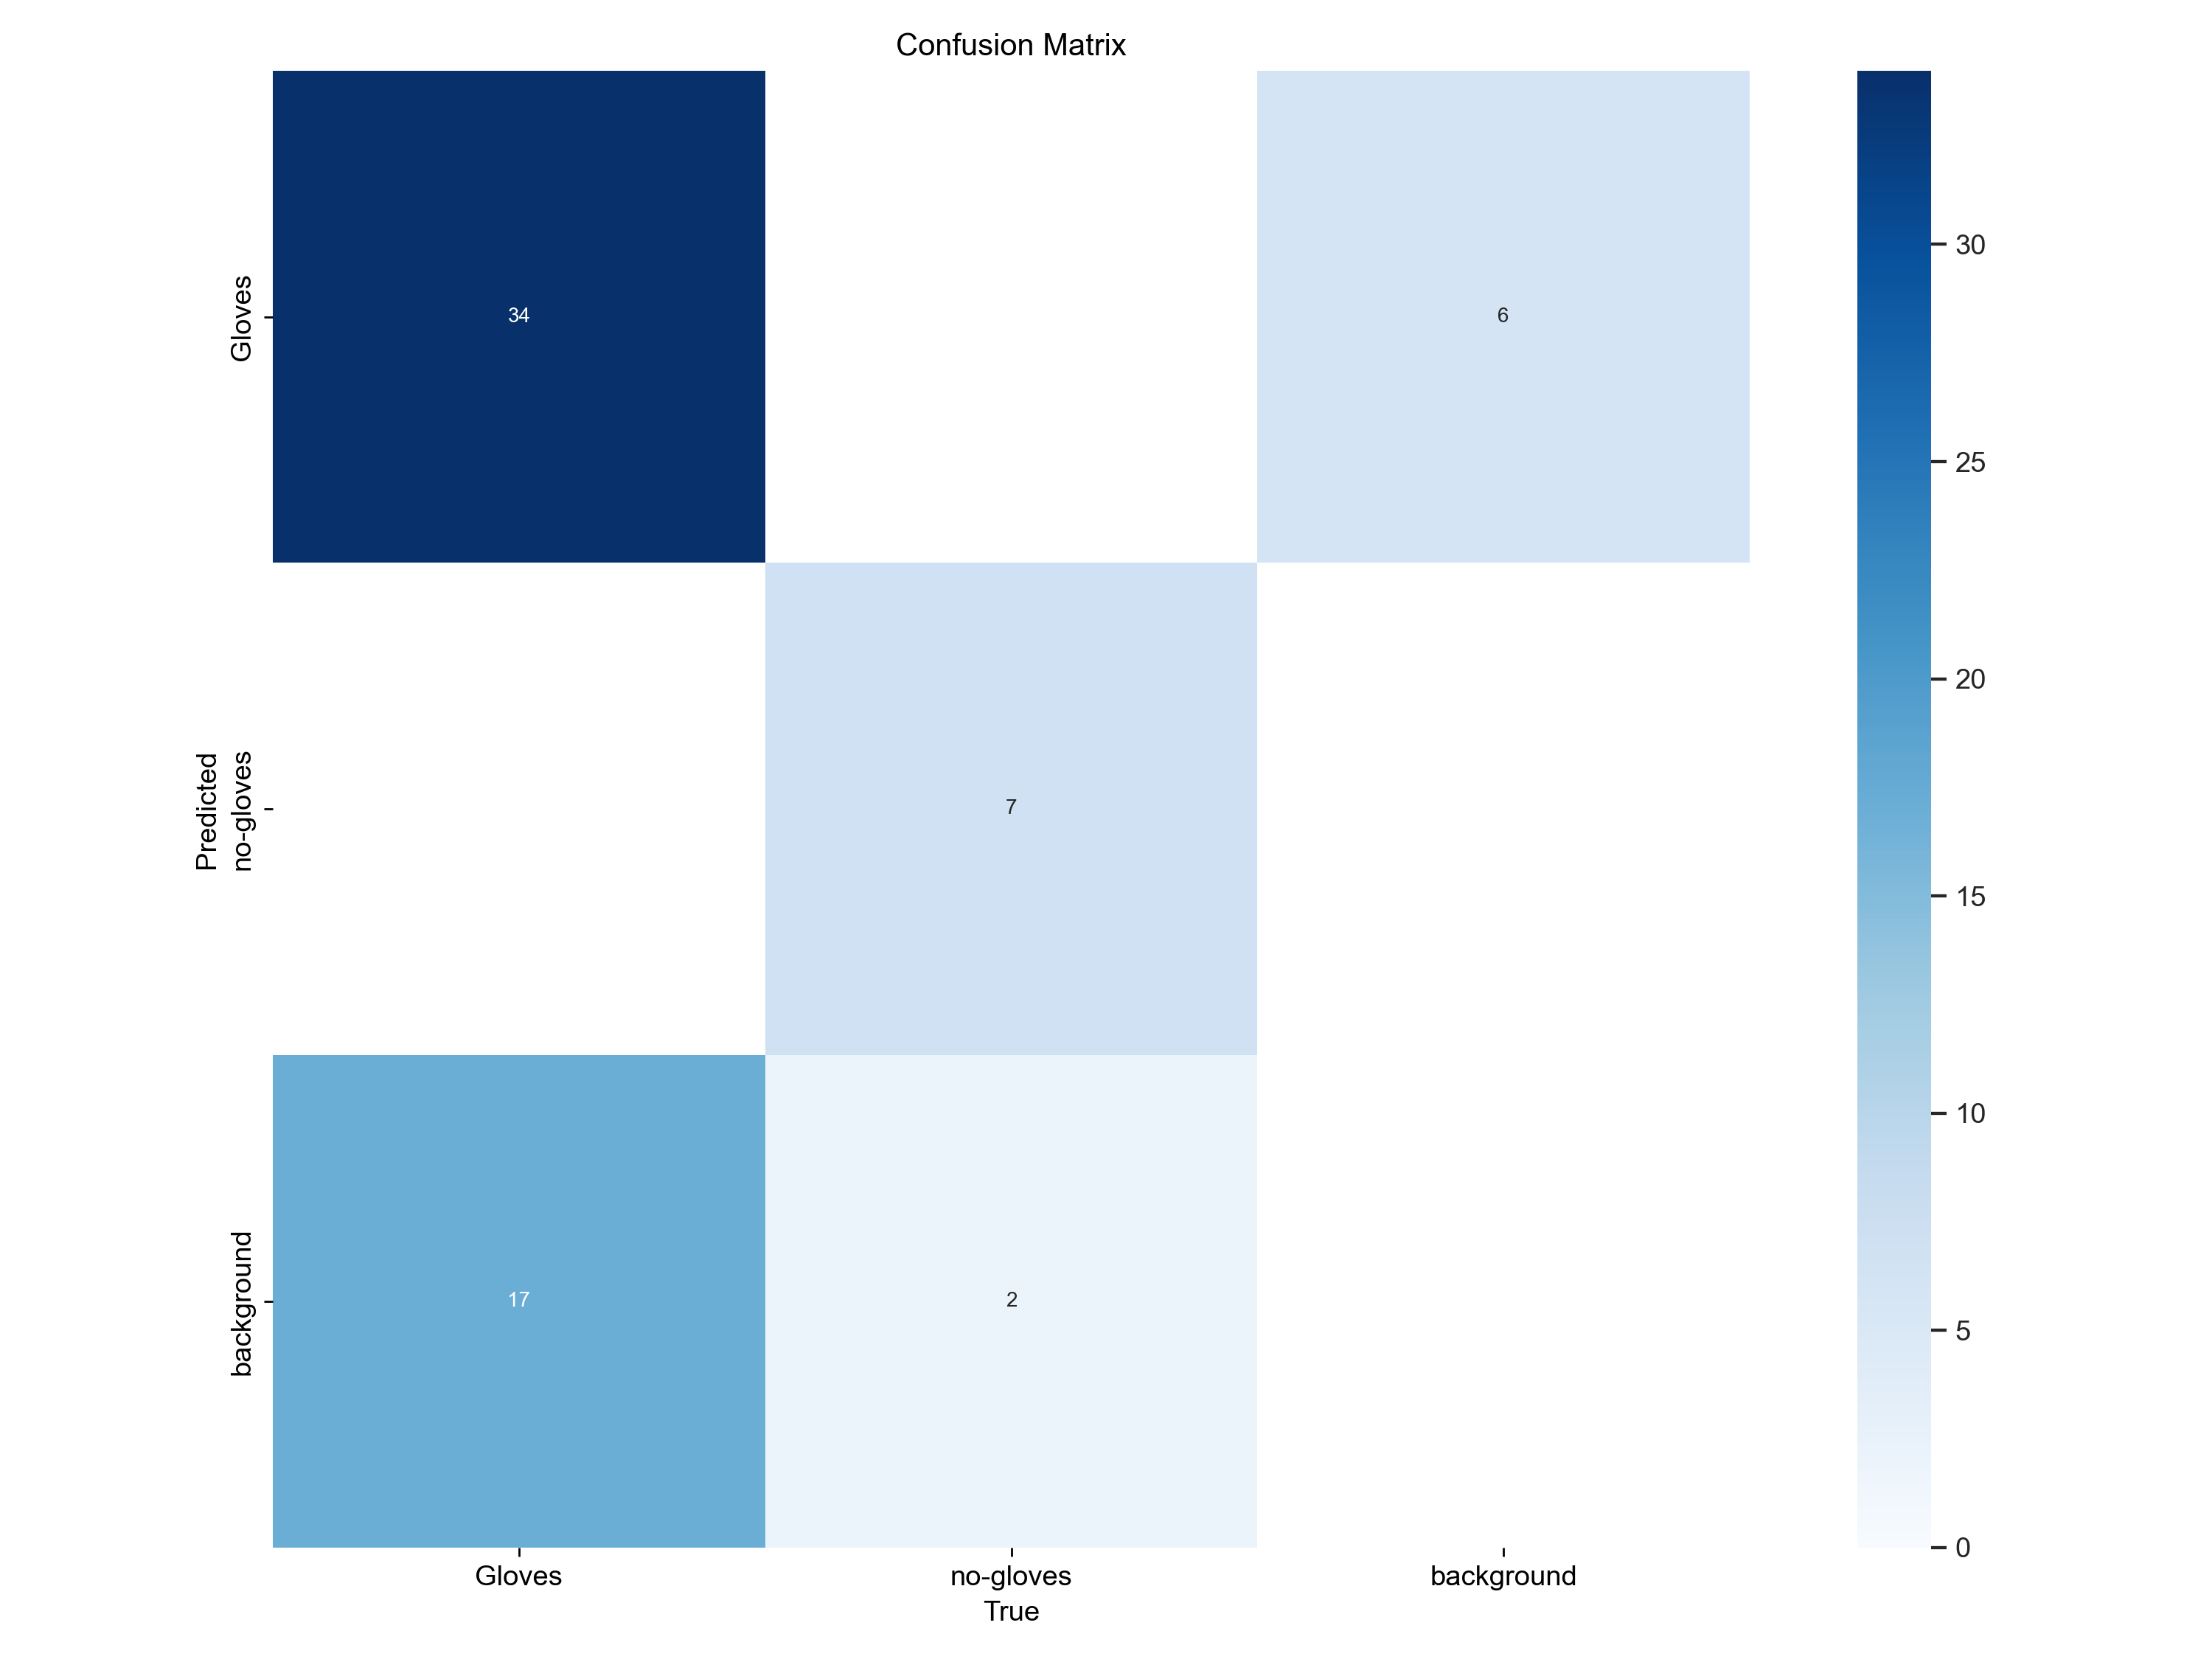 Confusion Matrix
Gloves
34
6
30
25
20
Predicted
no-gloves
7
15
10
background
17
2
5
0
Gloves
no-gloves
background
True